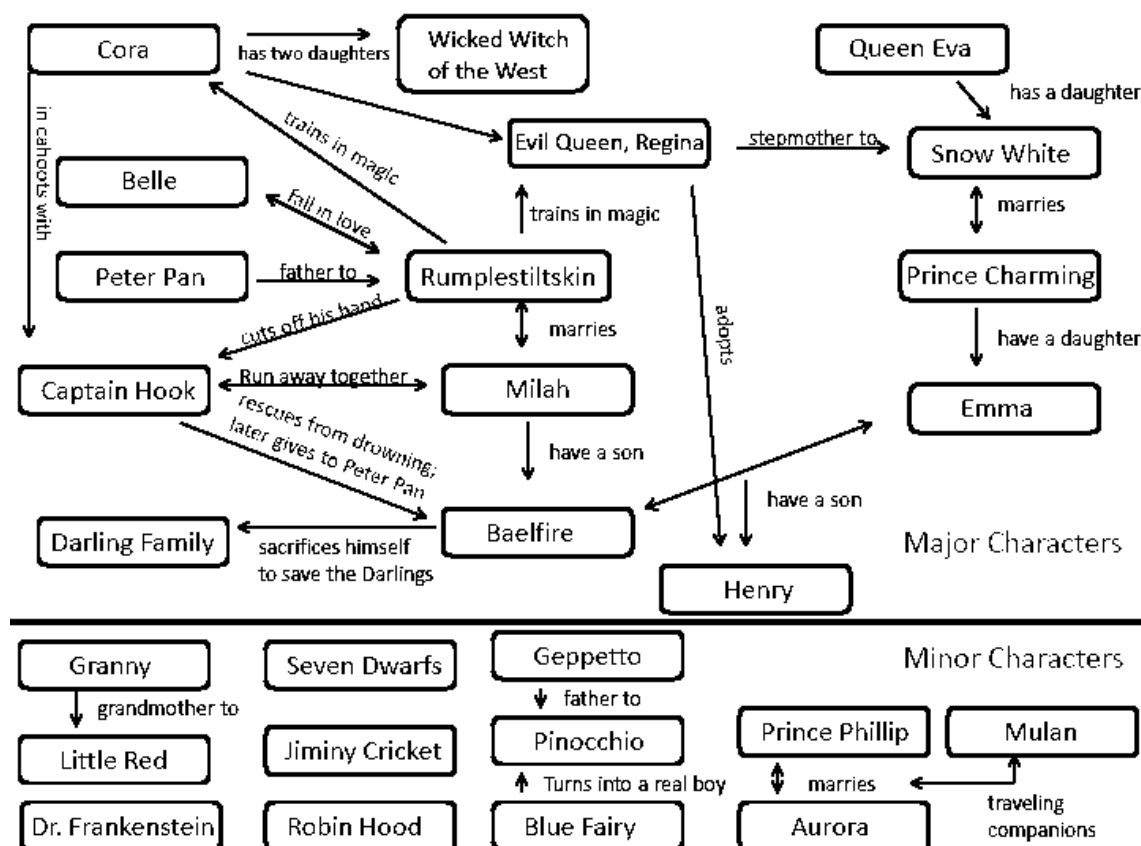 Cora
has two daughters
Wicked Witch
of the West
Queen Eva
has a daughter
in cahoots with
trains in magic
Evil Queen, Regina
stepmother to
Snow White
Belle
fall in love
trains in magic
marries
Peter Pan
father to
Rumplestiltskin
Prince Charming
cuts off his hand
marries
adopts
have a daughter
Captain Hook
Run away together
Milah
Emma
rescues from drowning;
later gives to Peter Pan
have a son
have a son
Darling Family
sacrifices himself
to save the Darlings
Baelfire
Major Characters
Henry
Granny
Seven Dwarfs
Geppetto
Minor Characters
grandmother to
father to
Little Red
Jiminy Cricket
Pinocchio
Prince Phillip
Mulan
Turns into a real boy
marries
traveling
companions
Dr. Frankenstein
Robin Hood
Blue Fairy
Aurora